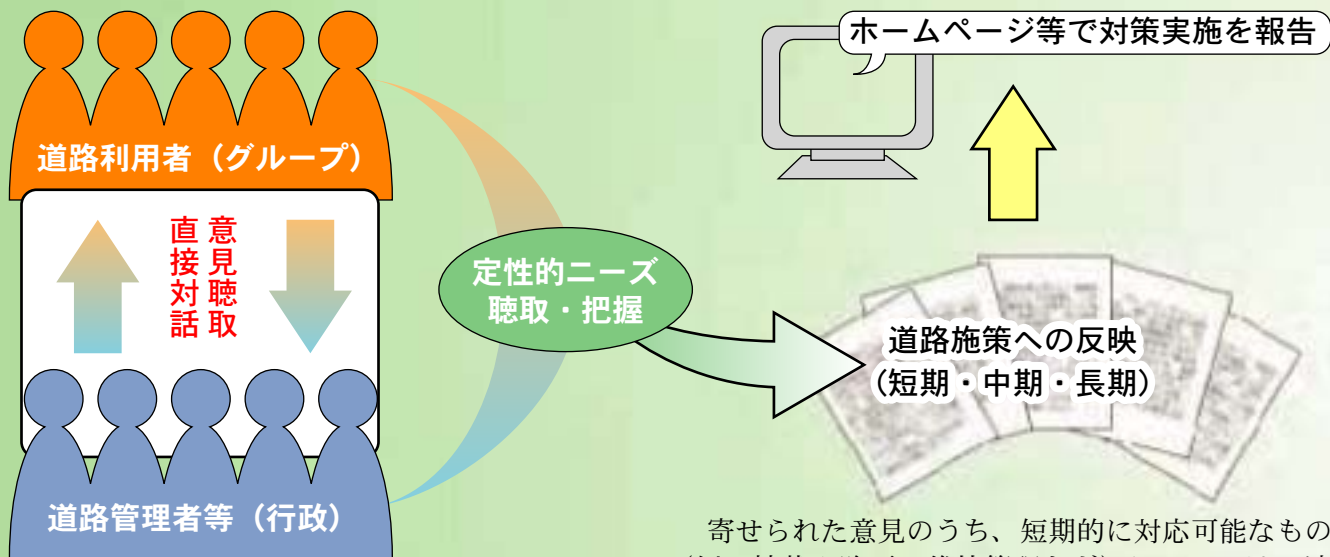 道路利用者（グループ）
意見聴取
直接対話
道路管理者等（行政）
定性的ニーズ
聴取・把握
ホームページ等で対策実施を報告
道路施策への反映
（短期・中期・長期）
寄せられた意見のうち、短期的に対応可能なもの